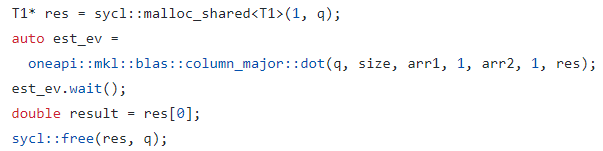 T1* res = sycl::malloc_shared<T1>(1, q);
auto est_ev =
  oneapi::mkl::blas::column_major::dot(q, size, arr1, 1, arr2, 1, res);
est_ev.wait();
double result = res[0];
sycl::free(res, q);